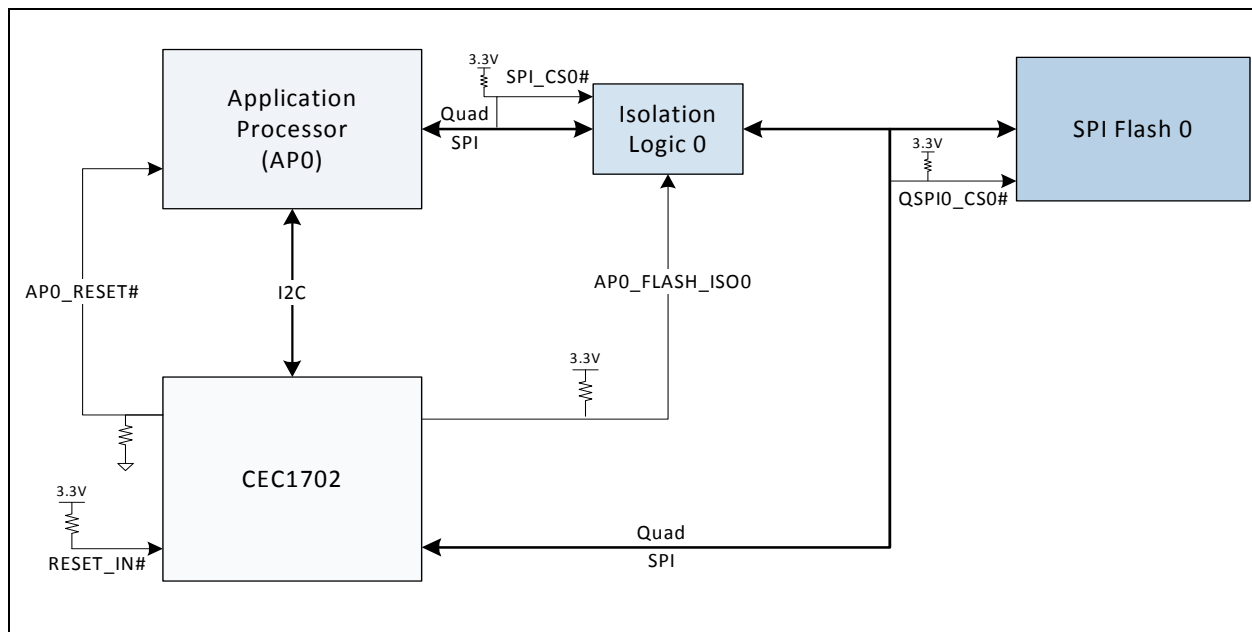 Application
Processor
(AP0)
3.3V
SPI_CS0#
Quad
SPI
Isolation
Logic 0
SPI Flash 0
3.3V
QSPI0_CS0#
AP0_RESET#
I2C
AP0_FLASH_ISO0
3.3V
CEC1702
3.3V
RESET_IN#
Quad
SPI